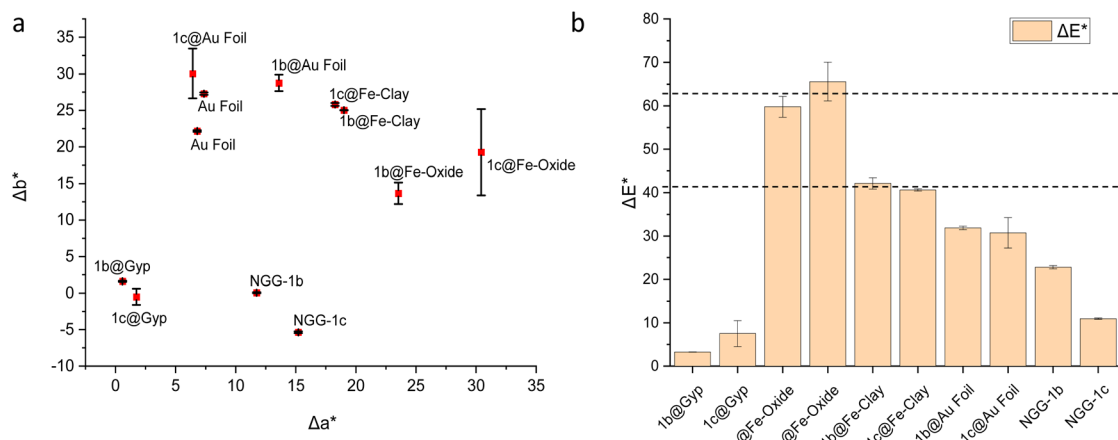 a
35
30
25
20
15
10
5
0
-5
-10
Δb*
1c@Au Foil
1b@Au Foil
Au Foil
1c@Fe-Clay
1b@Fe-Clay
Au Foil
1b@Fe-Oxide
1c@Fe-Oxide
1b@Gyp
1c@Gyp
NGG-1b
NGG-1c
0 5 10 15 20 25 30 35
Δa*
b
ΔE*
80
70
60
50
40
30
20
10
0
ΔE*
1b@Gyp
1c@Gyp
@Fe-Oxide
@Fe-Oxide
1b@Fe-Clay
1c@Fe-Clay
1b@Au Foil
1c@Au Foil
NGG-1b
NGG-1c